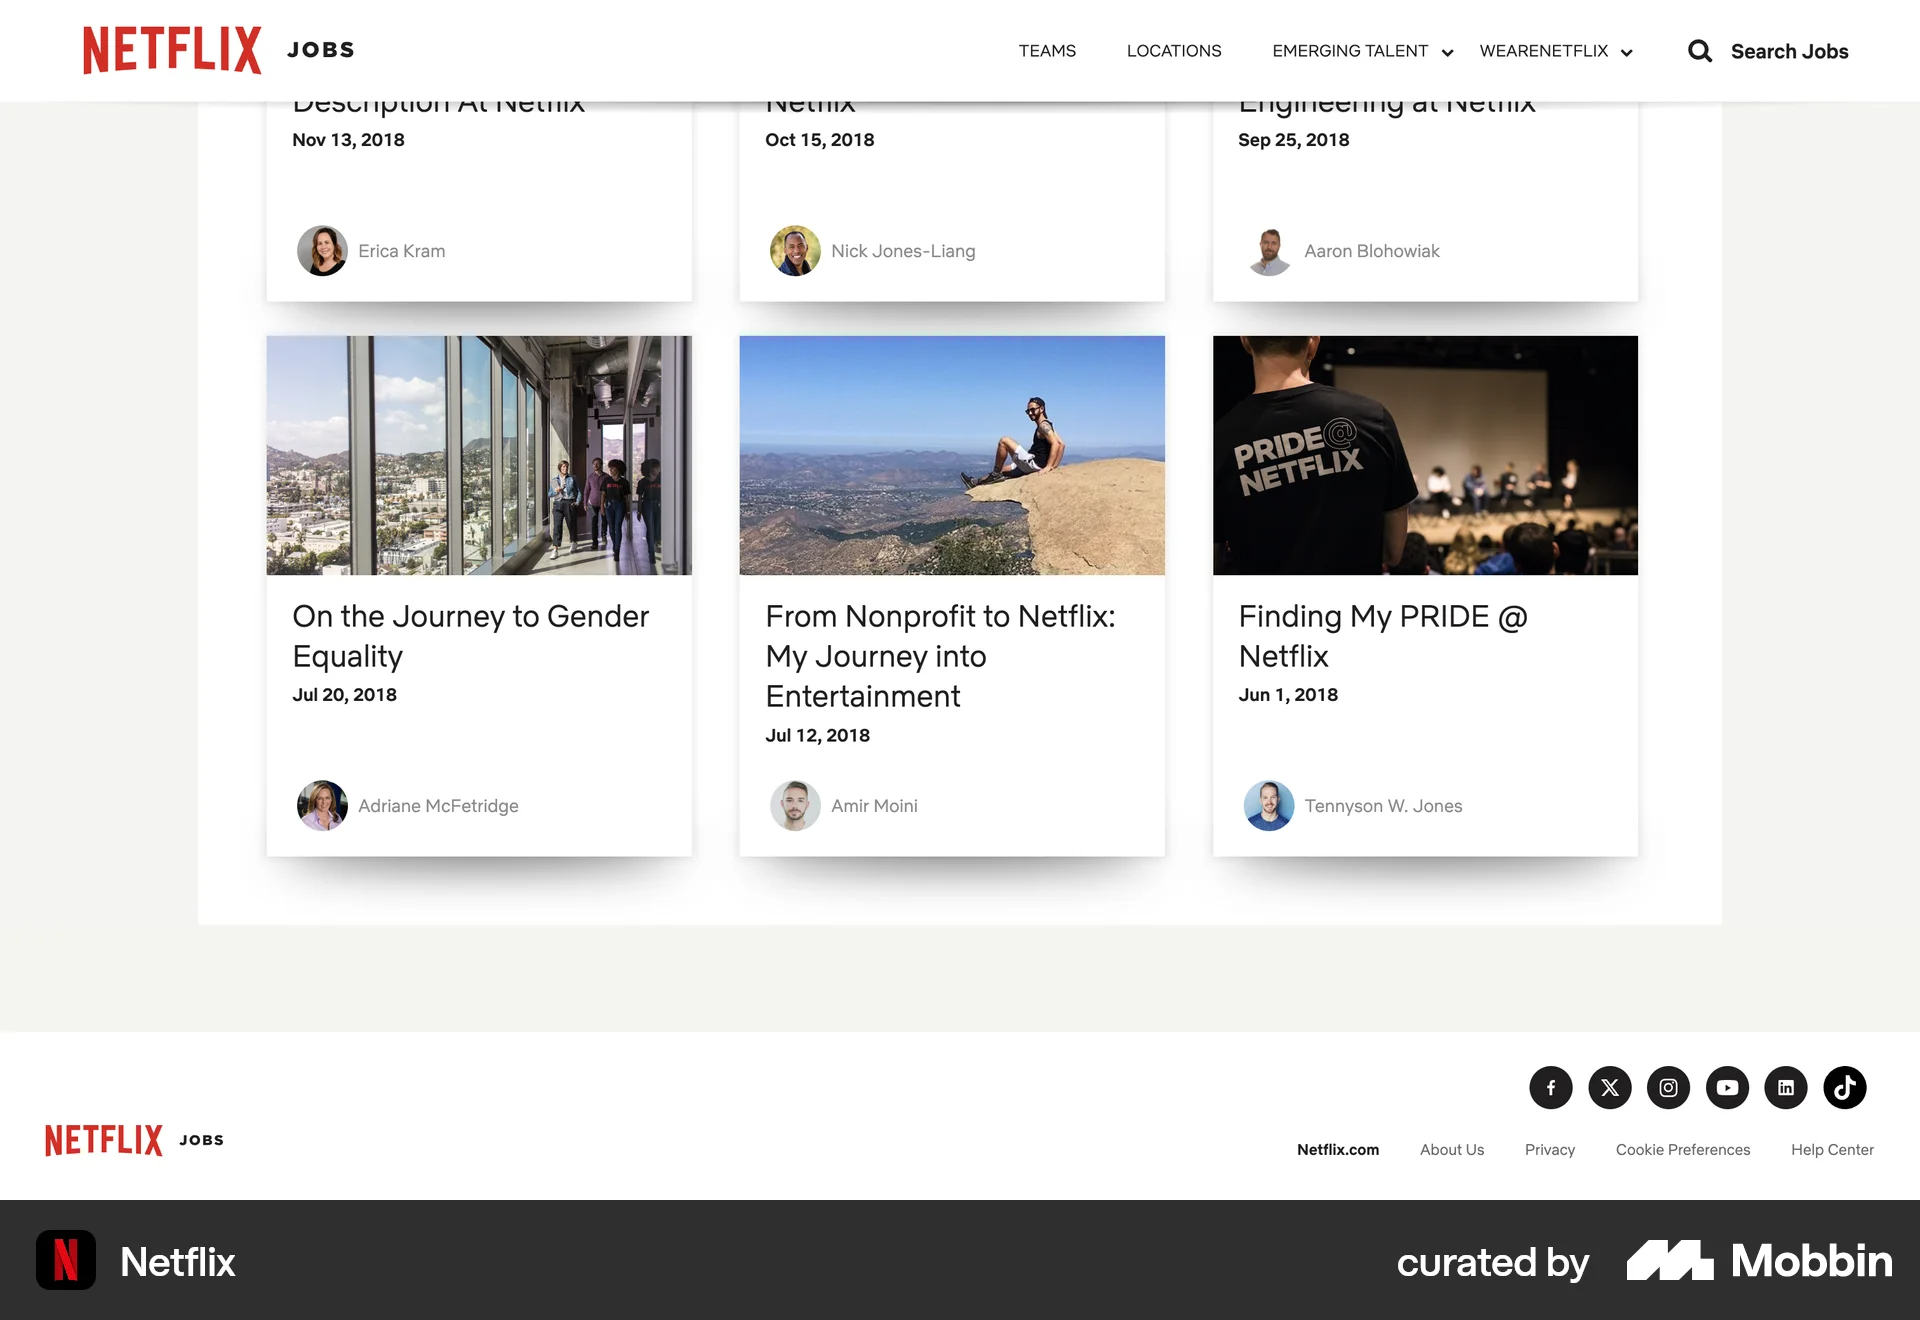 NETFLIX JOBS
TEAMS
LOCATIONS
EMERGING TALENT
WEARENETFLIX
Search Jobs
Description At Netflix
Nov 13, 2018
Erica Kram
Netflix
Oct 15, 2018
Nick Jones-Liang
Engineering at Netflix
Sep 25, 2018
Aaron Blohowiak
On the Journey to Gender
Equality
Jul 20, 2018
Adriane McFetridge
From Nonprofit to Netflix:
My Journey into
Entertainment
Jul 12, 2018
Amir Moini
PRIDE@
NETFLIX
Finding My PRIDE @
Netflix
Jun 1, 2018
Tennyson W. Jones
NETFLIX JOBS
Netflix.com
About Us
Privacy
Cookie Preferences
Help Center
Netflix
curated by Mobbin